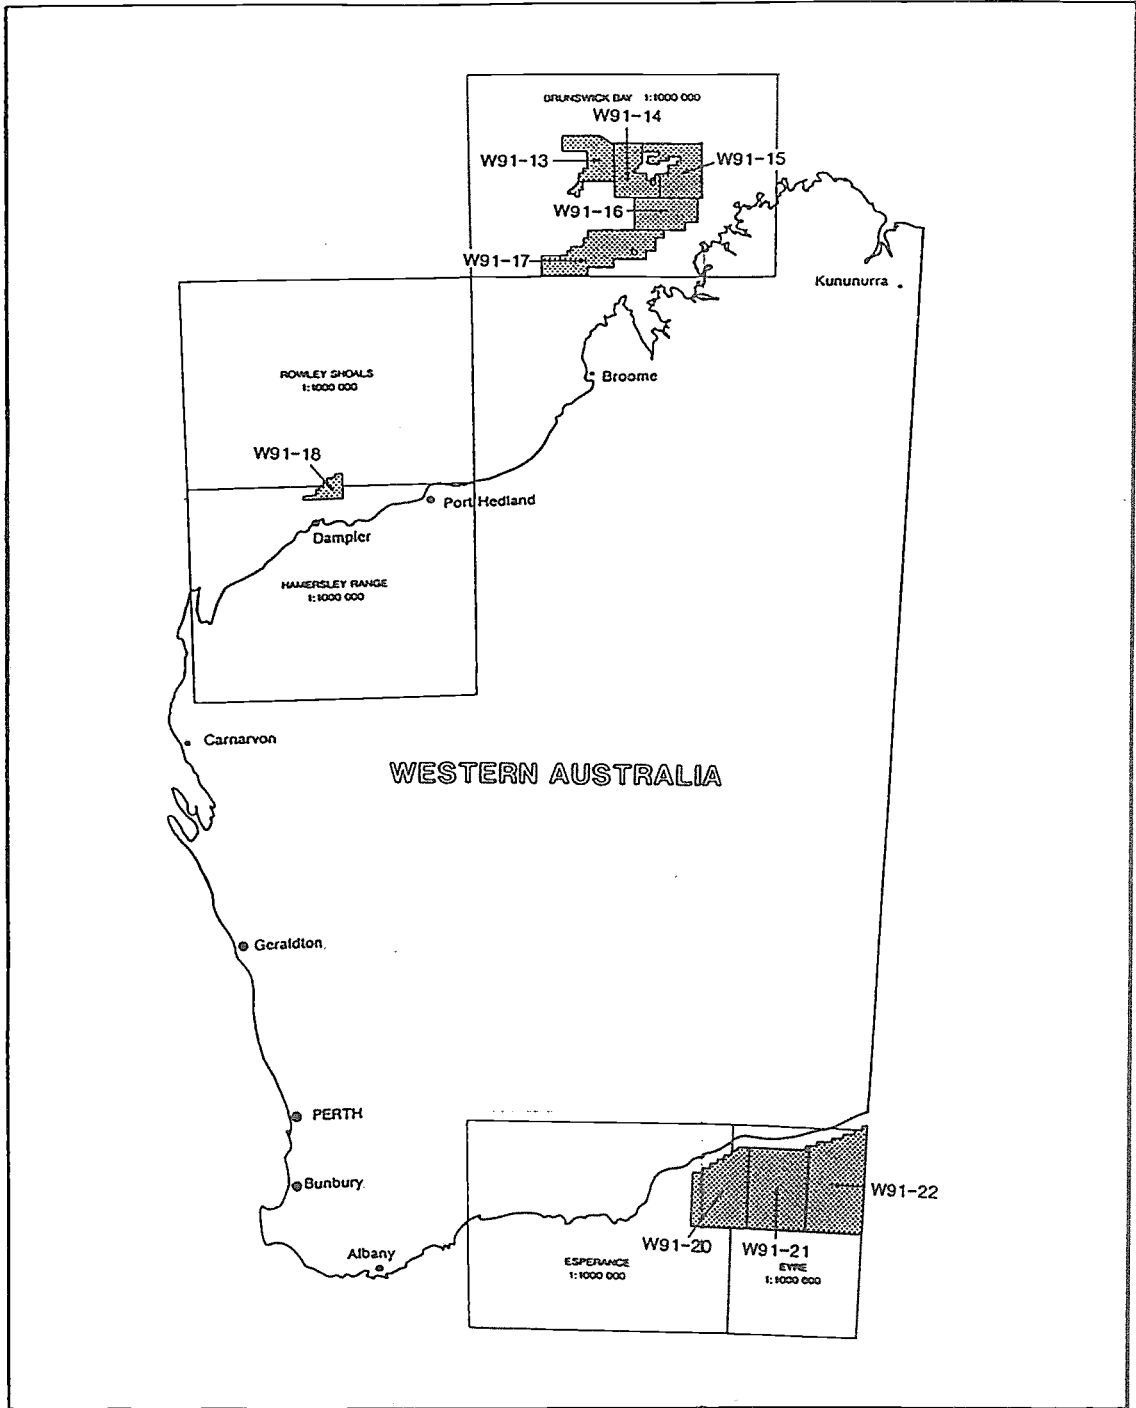 BRUNSWICK BAY 1:1000 000
W91-14
W91-13
W91-15
W91-16
W91-17
Kununurra
ROWLEY SHOALS
1:1000 000
Broome
W91-18
Port Hedland
Dampier
HAMERSLEY RANGE
1:1000 000
Carnarvon
WESTERN AUSTRALIA
Geraldton
PERTH
Bunbury
W91-22
W91-20
W91-21
Albany
ESPERANCE
1:1000 000
EYRE
1:1000 000